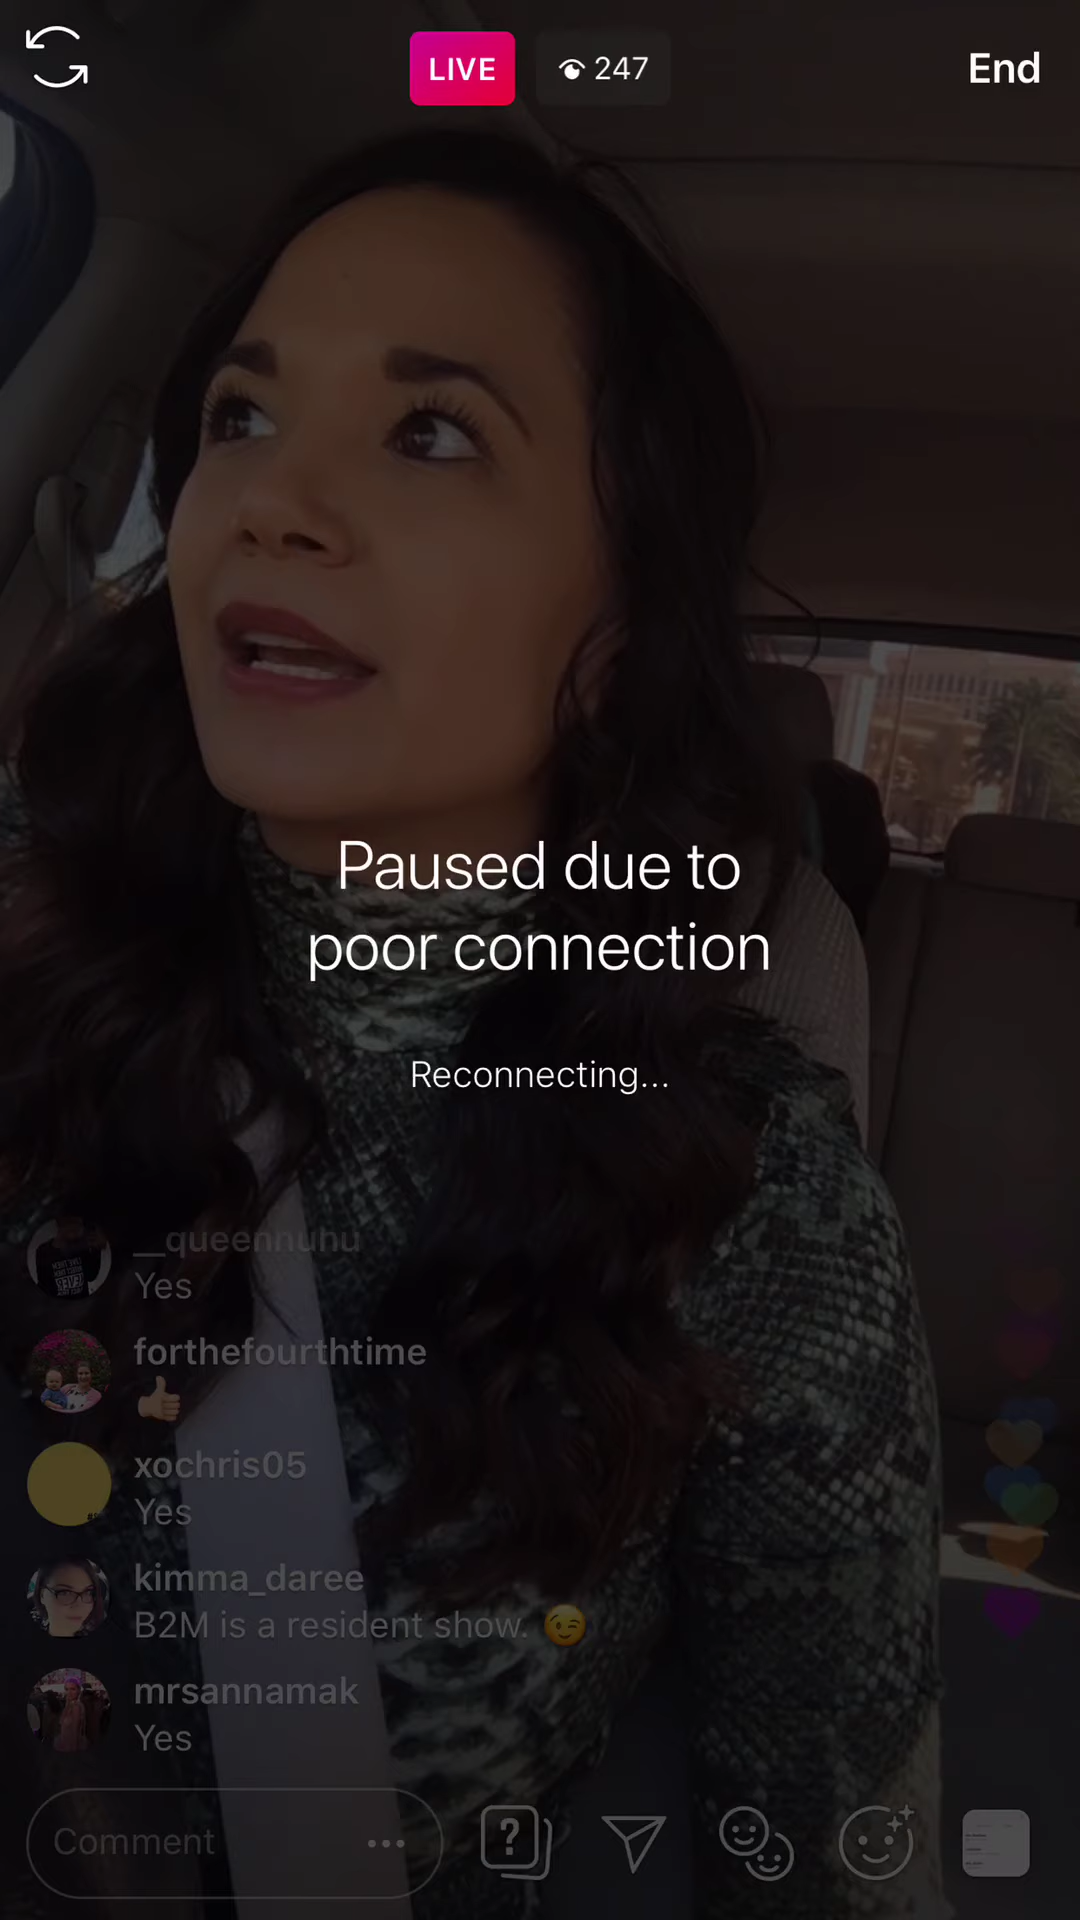 LIVE
247
End
Paused due to
poor connection
Reconnecting...
__queennunu
Yes
forthefourthtime
xochris05
Yes
kimma_daree
B2M is a resident show. 😉
mrsannamak
Yes
Comment